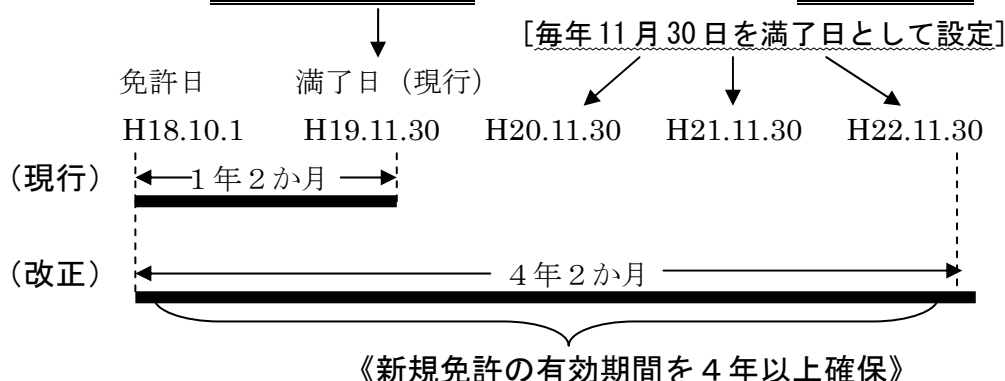 [毎年11月30日を満了日として設定]
免許日 満了日(現行)
H18.10.1 H19.11.30 H20.11.30 H21.11.30 H22.11.30
(現行) 1年2か月
(改正) 4年2か月
《新規免許の有効期間を4年以上確保》